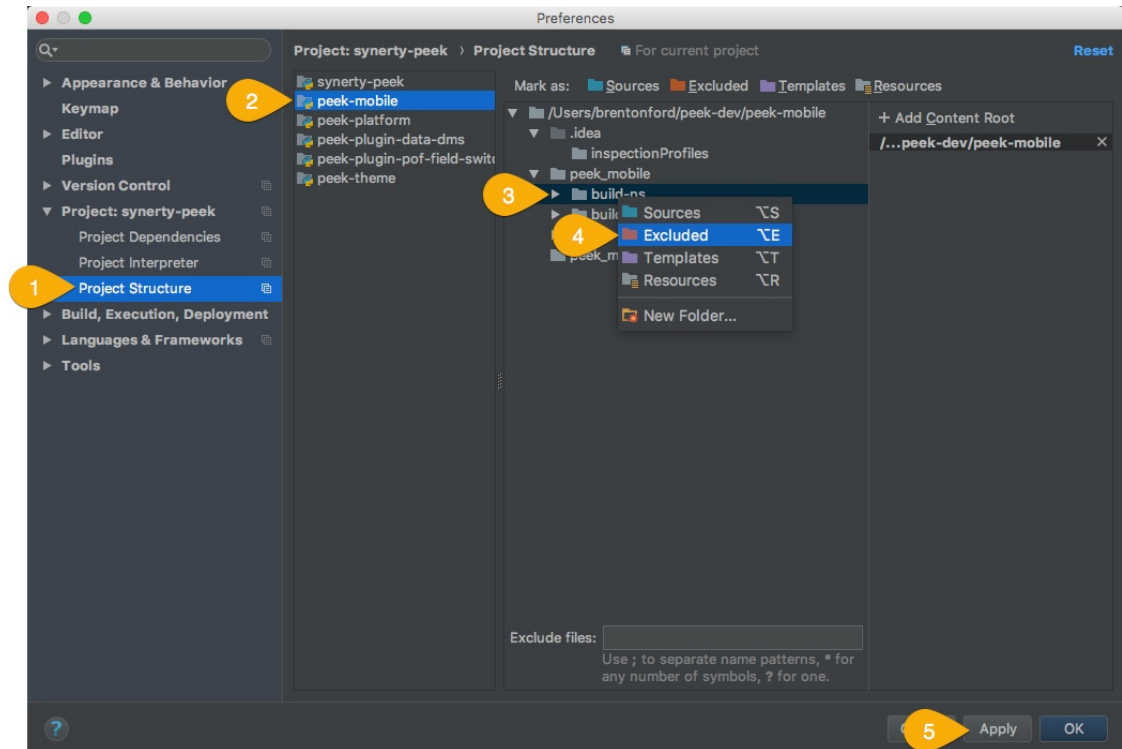 Preferences
Project: synerty-peek › Project Structure
For current project
Reset
Appearance & Behavior
Keymap
Editor
Plugins
Version Control
Project: synerty-peek
Project Dependencies
Project Interpreter
Project Structure
Build, Execution, Deployment
Languages & Frameworks
Tools
1
2
synerty-peek
peek-mobile
peek-platform
peek-plugin-data-dms
peek-plugin-pof-field-swit
peek-theme
Mark as: Sources Excluded Templates Resources
/Users/brentonford/peek-dev/peek-mobile
.idea
inspectionProfiles
peek_mobile
3
build-ns
buil
peek_m
4
Sources ⌥S
Excluded ⌥E
Templates ⌥T
Resources ⌥R
New Folder...
+ Add Content Root
/...peek-dev/peek-mobile ×
Exclude files:
Use ; to separate name patterns, * for
any number of symbols, ? for one.
?
5
Apply
OK